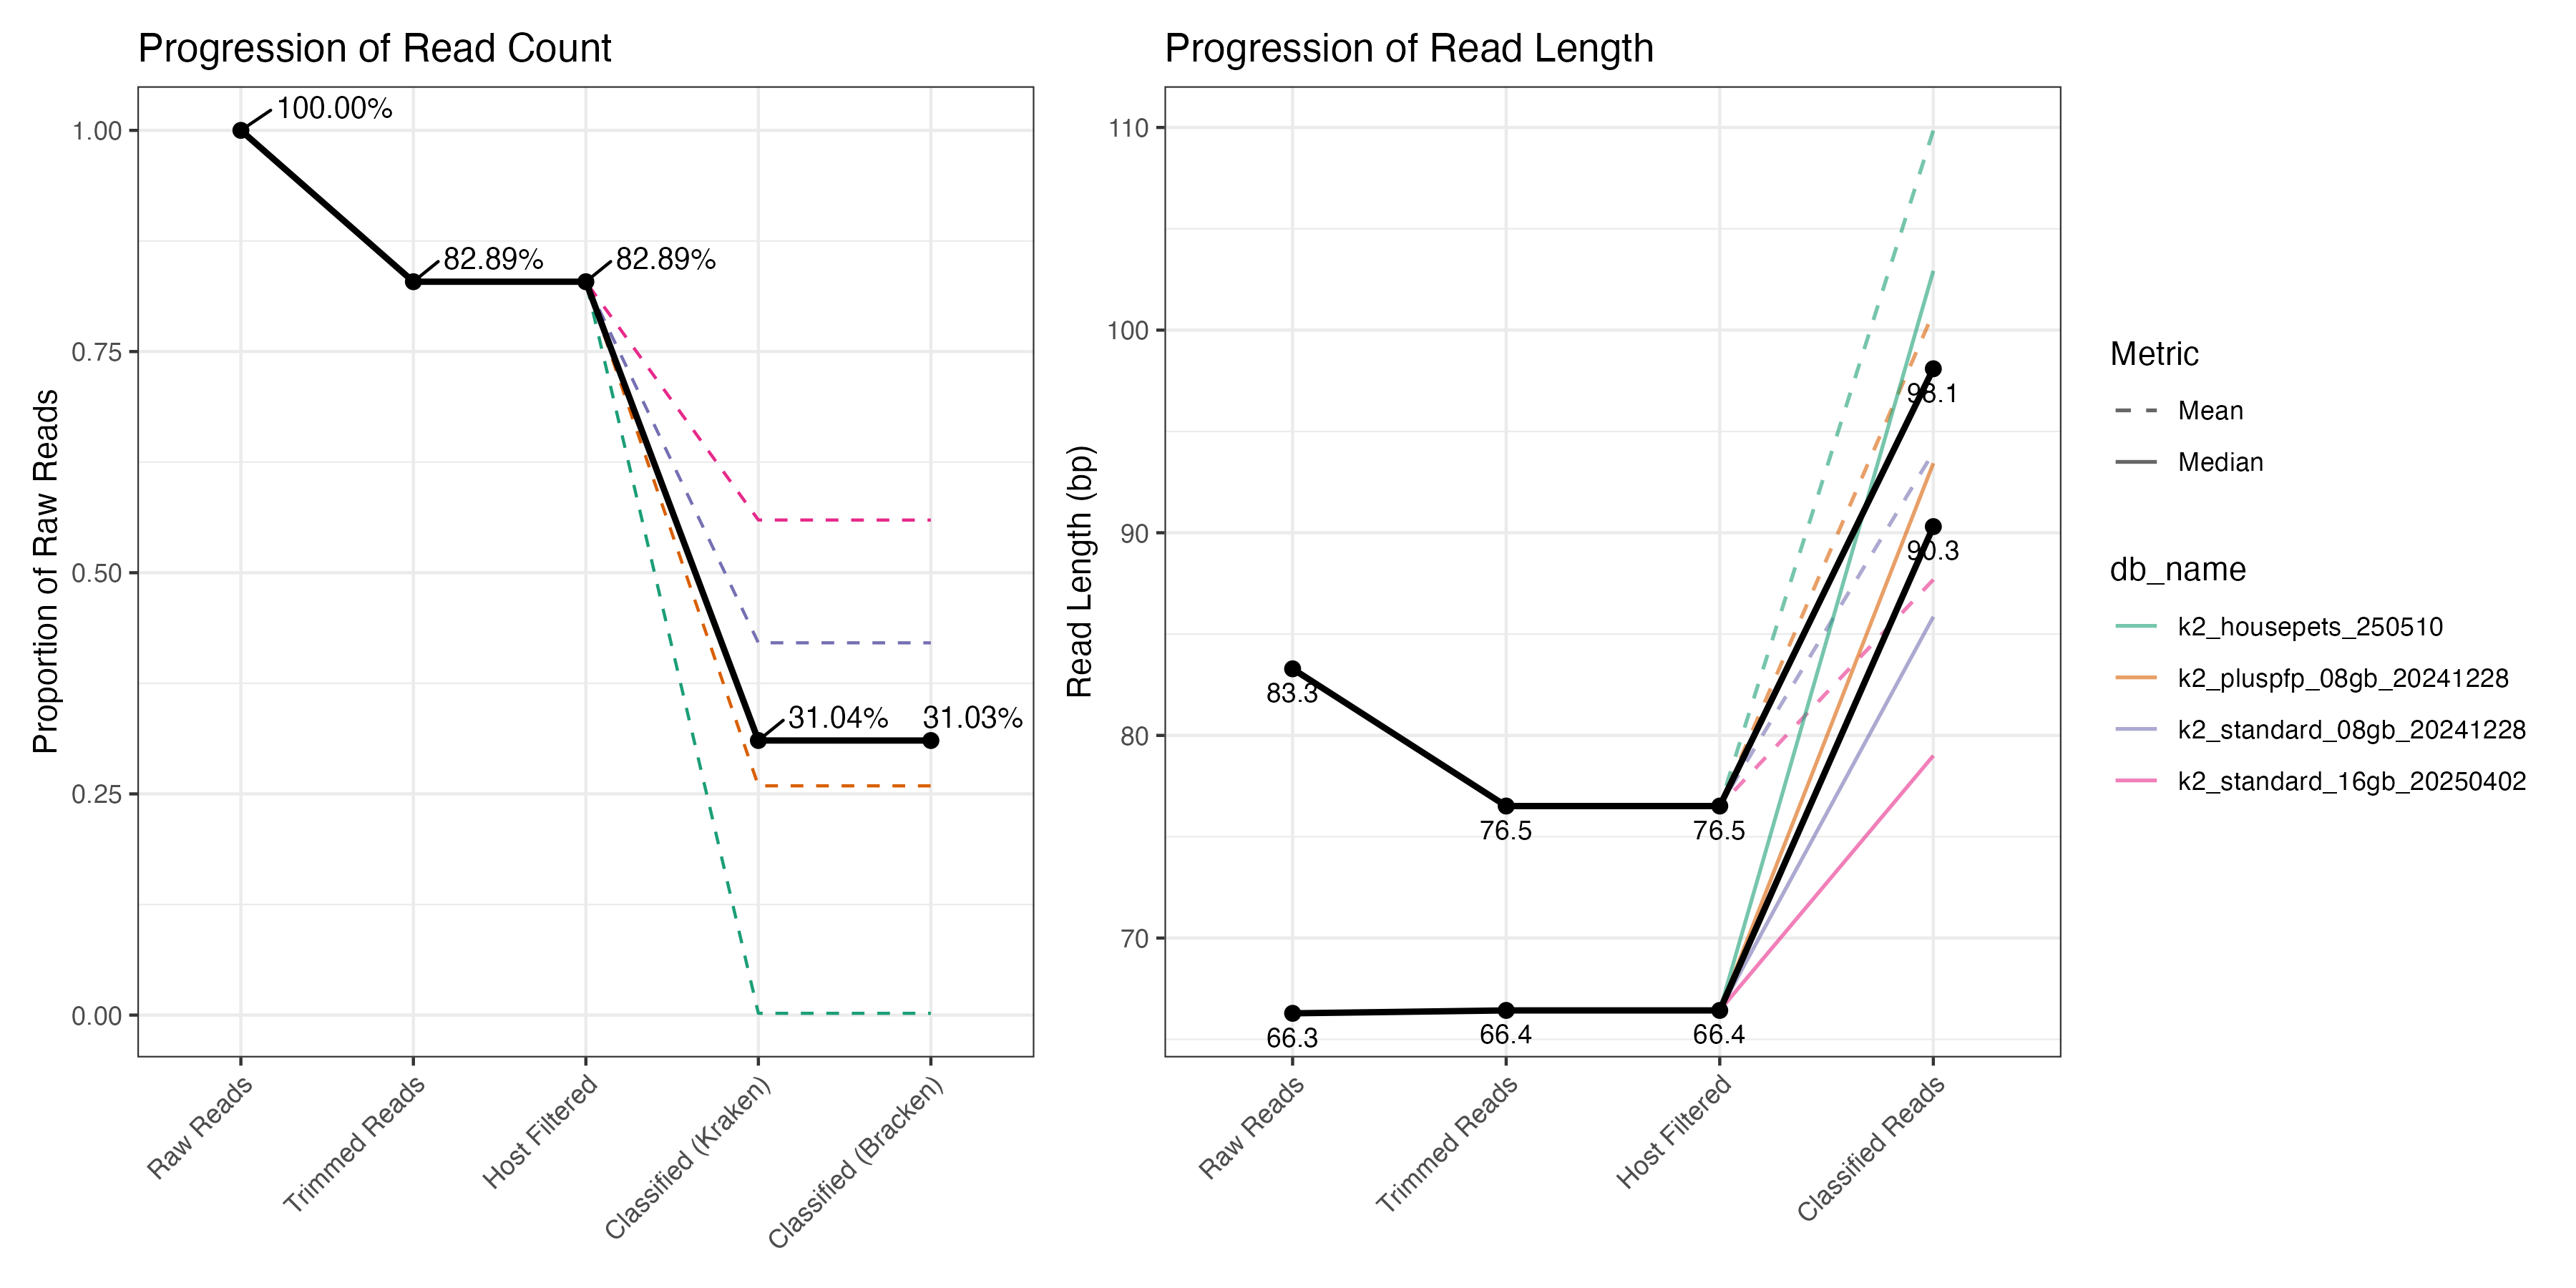 Progression of Read Count
Proportion of Raw Reads
1.00
0.75
0.50
0.25
0.00
100.00%
82.89%
82.89%
31.04%
31.03%
Raw Reads
Trimmed Reads
Host Filtered
Classified (Kraken)
Classified (Bracken)
Progression of Read Length
Read Length (bp)
110
100
90
80
70
98.1
90.3
83.3
76.5
76.5
66.3
66.4
66.4
Raw Reads
Trimmed Reads
Host Filtered
Classified Reads
Metric
Mean
Median
db_name
k2_housepets_250510
k2_pluspfp_08gb_20241228
k2_standard_08gb_20241228
k2_standard_16gb_20250402